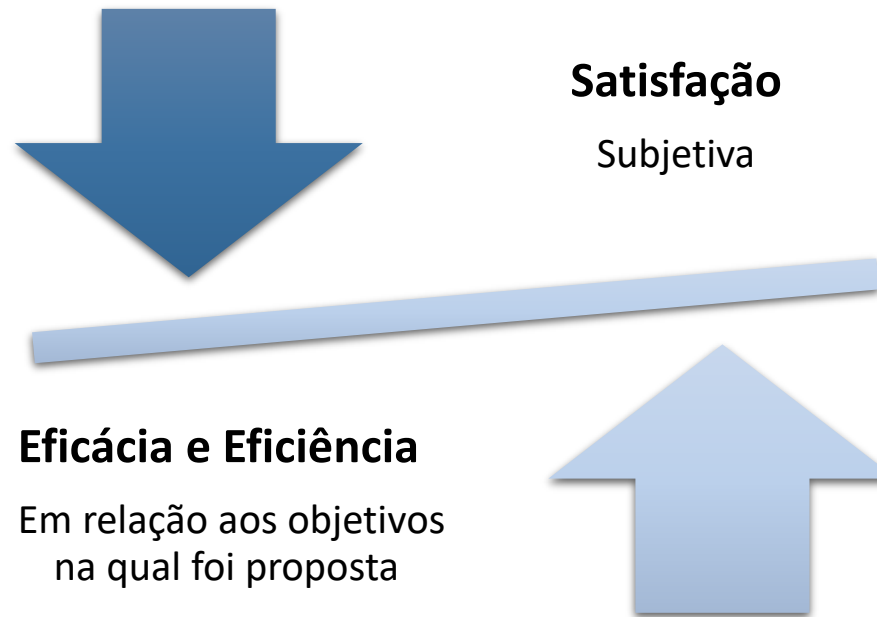 Satisfação
Subjetiva
Eficácia e Eficiência
Em relação aos objetivos
na qual foi proposta